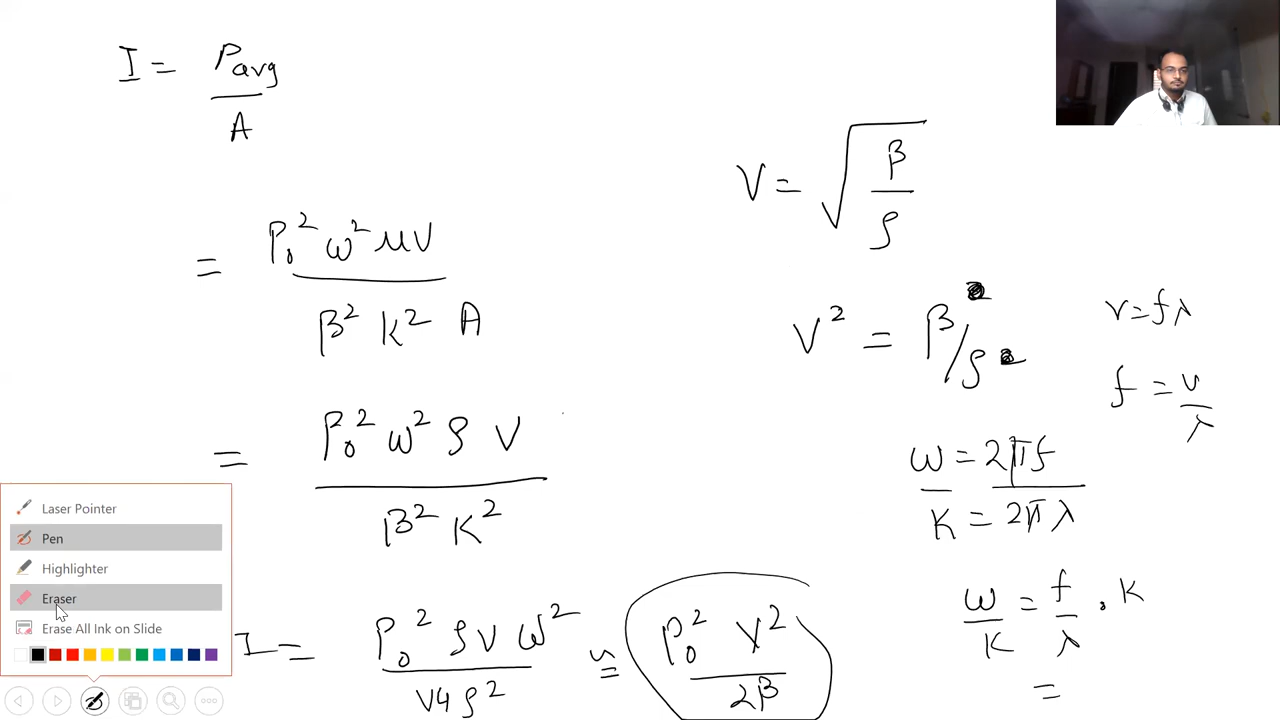 I = Pavg / A
= P₀² ω² μV / β² K² A
= P₀² ω² ρ V / β² K²
I = P₀² ρ V ω² / V4 ρ² ≈ P₀² V² / 2β
V = √(β / ρ)
V² = β / ρ
v = fλ
f = v / λ
ω = 2πf
K = 2πλ
ω / K = f / λ . K
=
Laser Pointer
Pen
Highlighter
Eraser
Erase All Ink on Slide